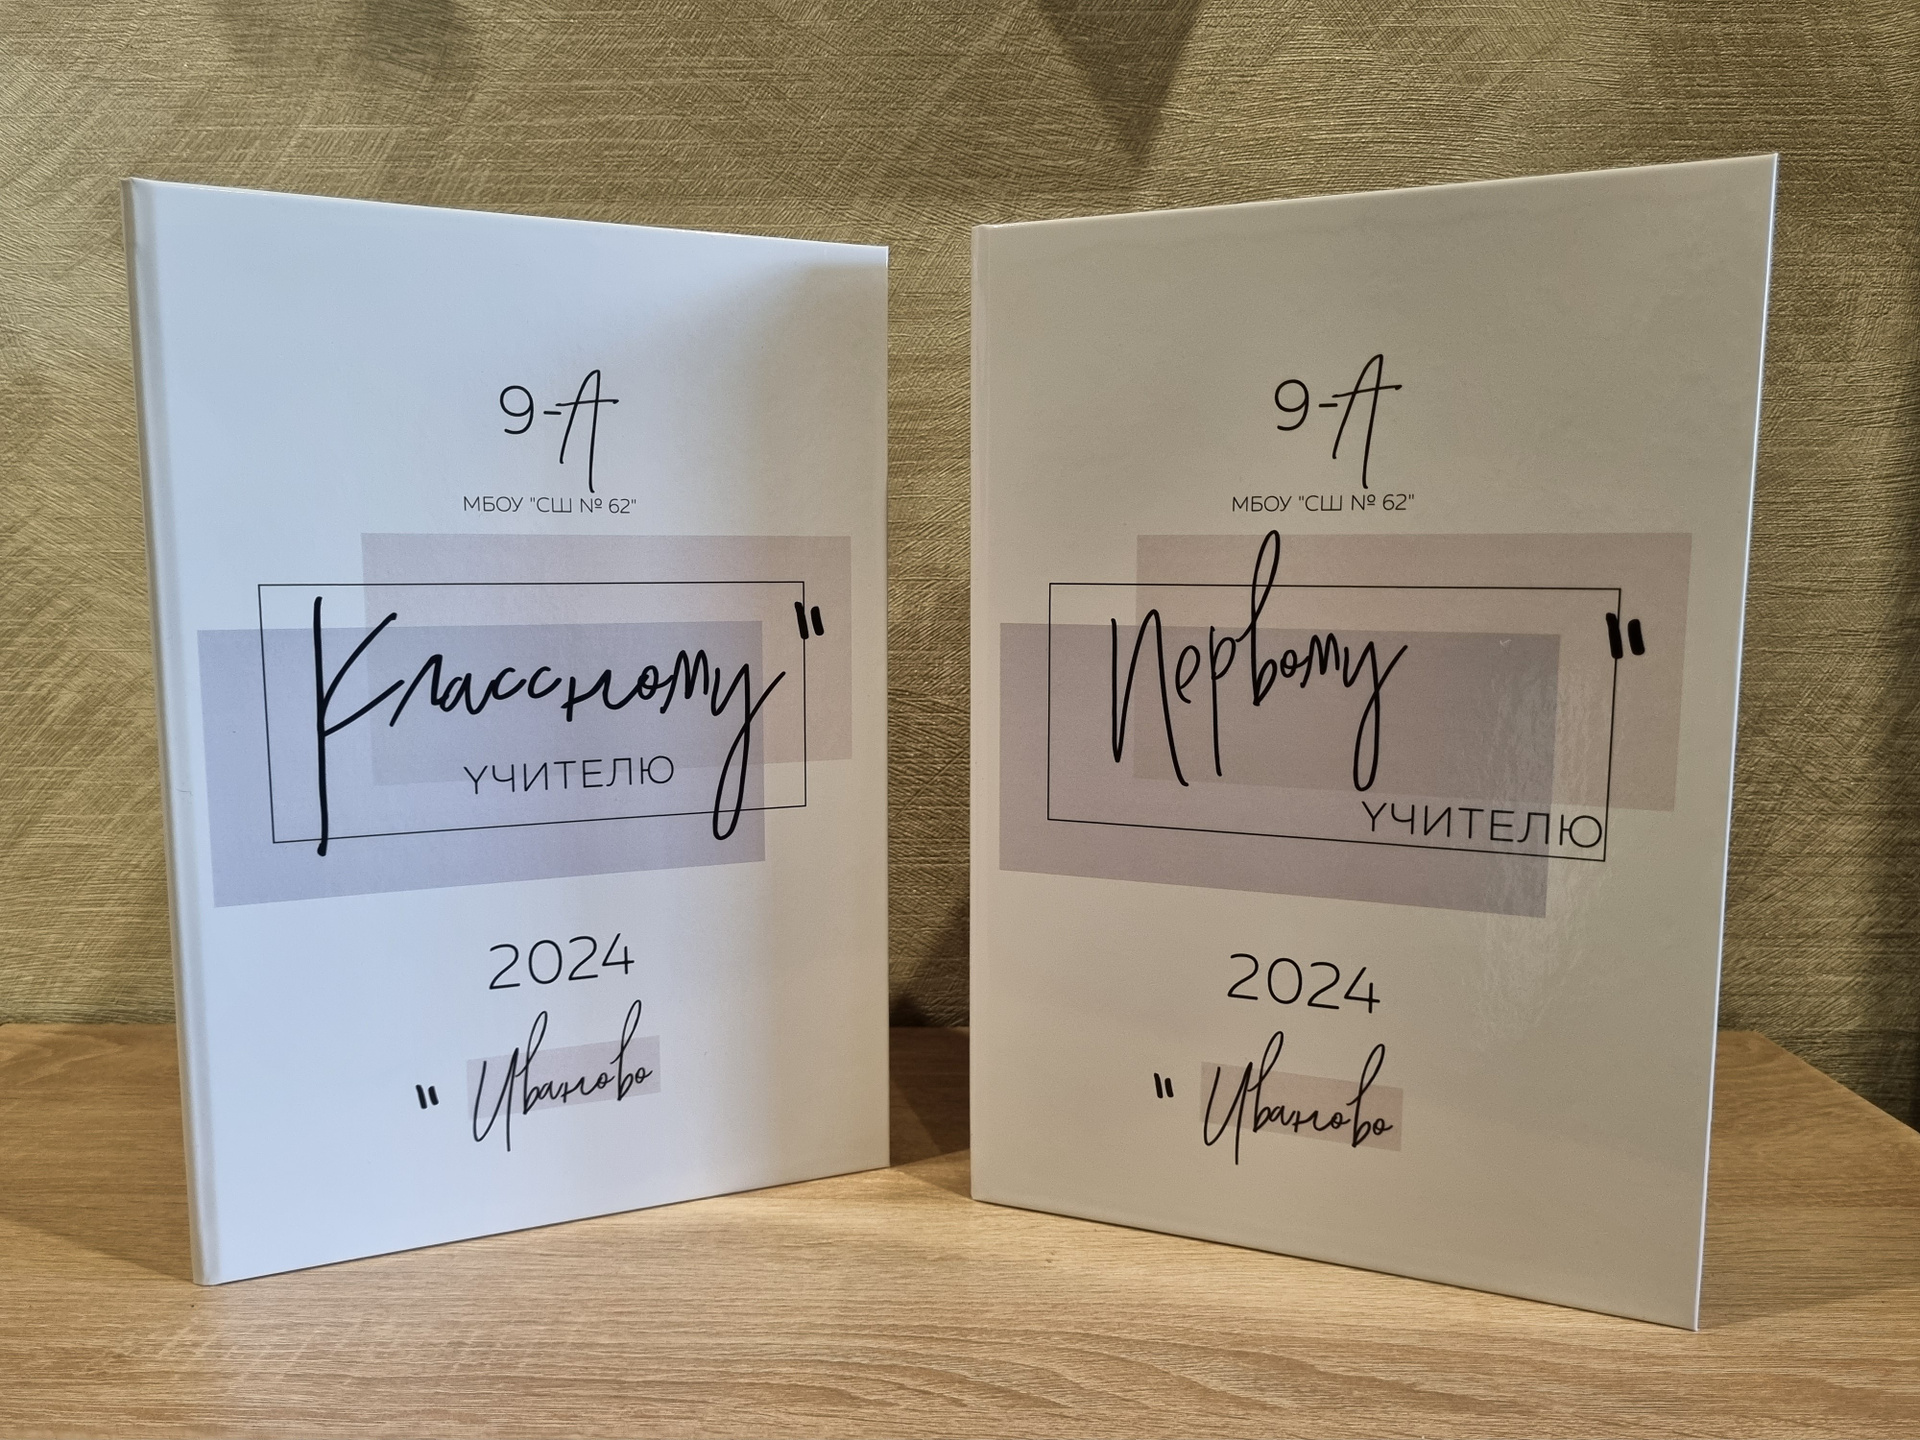 9-А
МБОУ "СШ № 62"
Классному "
УЧИТЕЛЮ
2024
" Иваново
9-А
МБОУ "СШ № 62"
Первому "
УЧИТЕЛЮ
2024
" Иваново